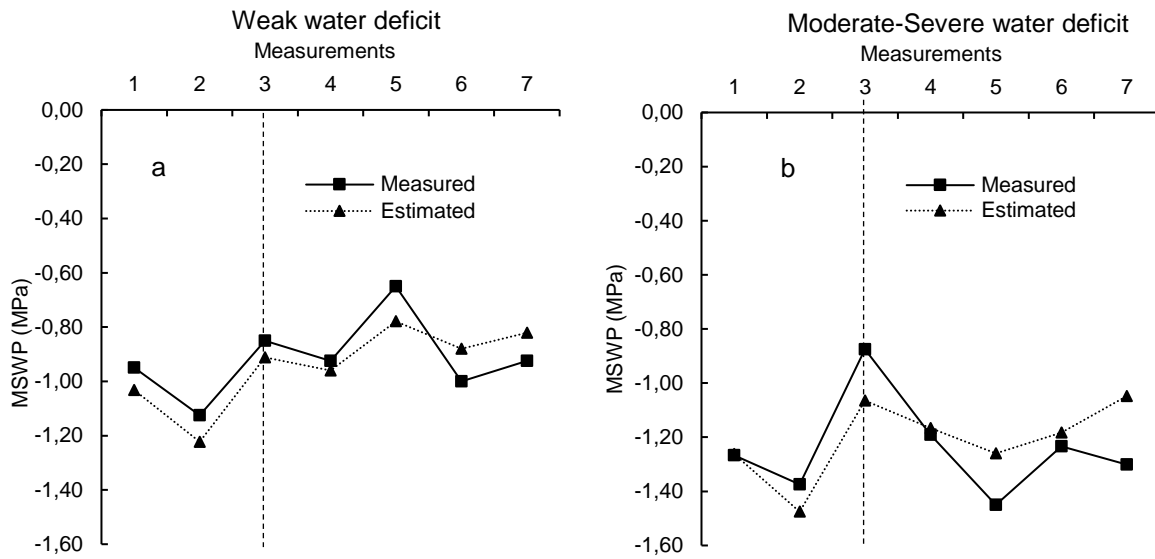 Weak water deficit
Measurements
1 2 3 4 5 6 7
0,00
-0,20
-0,40
-0,60
-0,80
-1,00
-1,20
-1,40
-1,60
MSWP (MPa)
a
Measured
Estimated
Moderate-Severe water deficit
Measurements
1 2 3 4 5 6 7
0,00
-0,20
-0,40
-0,60
-0,80
-1,00
-1,20
-1,40
-1,60
MSWP (MPa)
b
Measured
Estimated